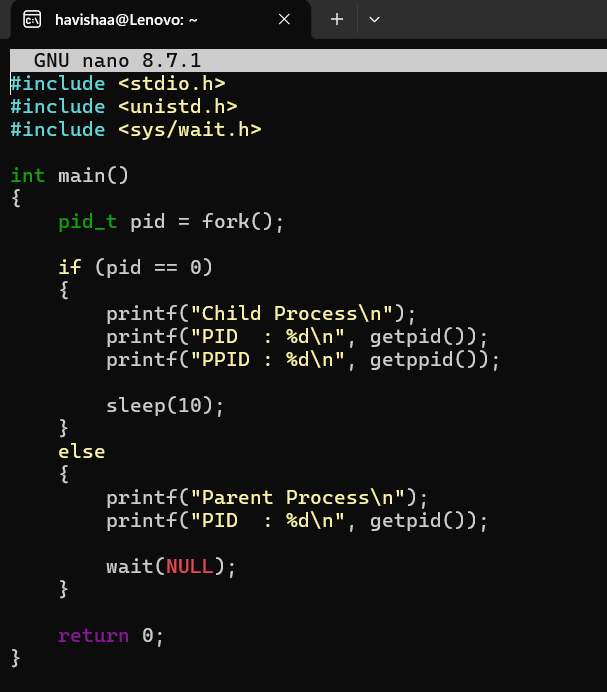 havishaa@Lenovo: ~
GNU nano 8.7.1
#include <stdio.h>
#include <unistd.h>
#include <sys/wait.h>

int main()
{
    pid_t pid = fork();

    if (pid == 0)
    {
        printf("Child Process\n");
        printf("PID  : %d\n", getpid());
        printf("PPID : %d\n", getppid());

        sleep(10);
    }
    else
    {
        printf("Parent Process\n");
        printf("PID  : %d\n", getpid());

        wait(NULL);
    }

    return 0;
}